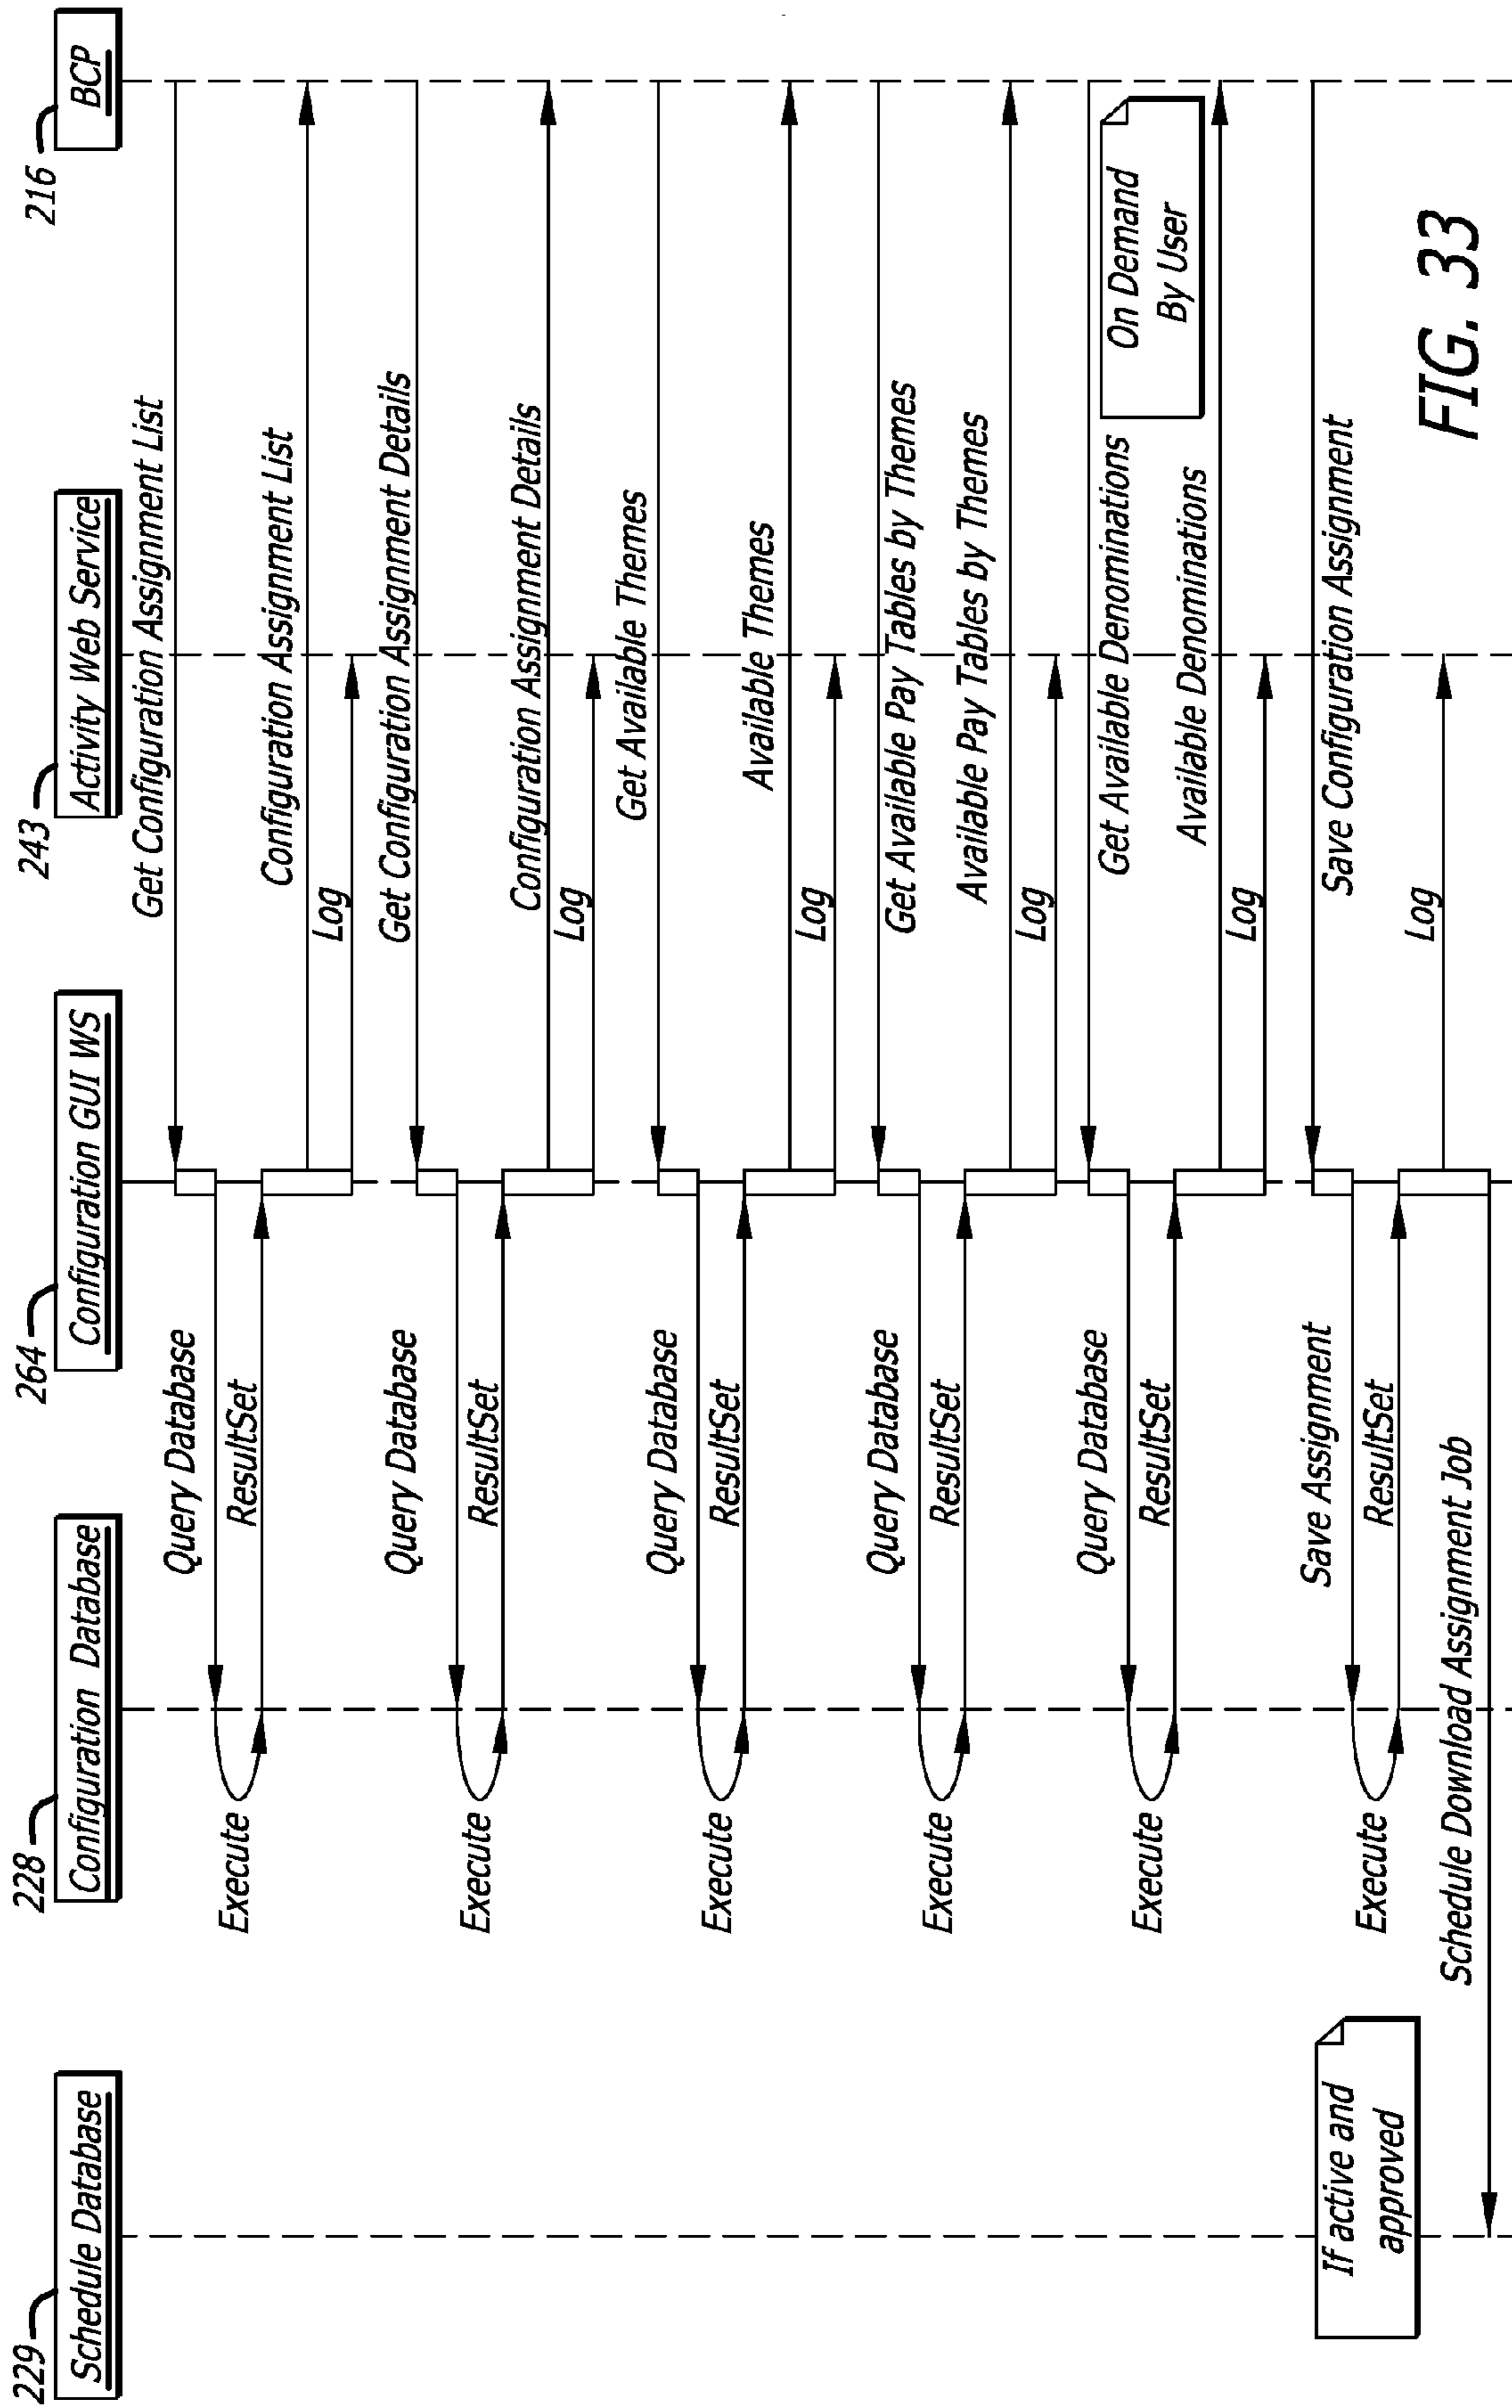 229
228
264
243
216
Schedule Database
Configuration Database
Configuration GUI WS
Activity Web Service
BCP
Get Configuration Assignment List
Query Database
Execute
ResultSet
Configuration Assignment List
Log
Get Configuration Assignment Details
Query Database
Execute
ResultSet
Configuration Assignment Details
Log
Get Available Themes
Query Database
Execute
ResultSet
Available Themes
Log
Get Available Pay Tables by Themes
Query Database
Execute
ResultSet
Available Pay Tables by Themes
Log
Get Available Denominations
On Demand
By User
Query Database
Execute
ResultSet
Available Denominations
Log
Save Configuration Assignment
Save Assignment
Execute
ResultSet
If active and
approved
Log
Schedule Download Assignment Job
FIG. 33